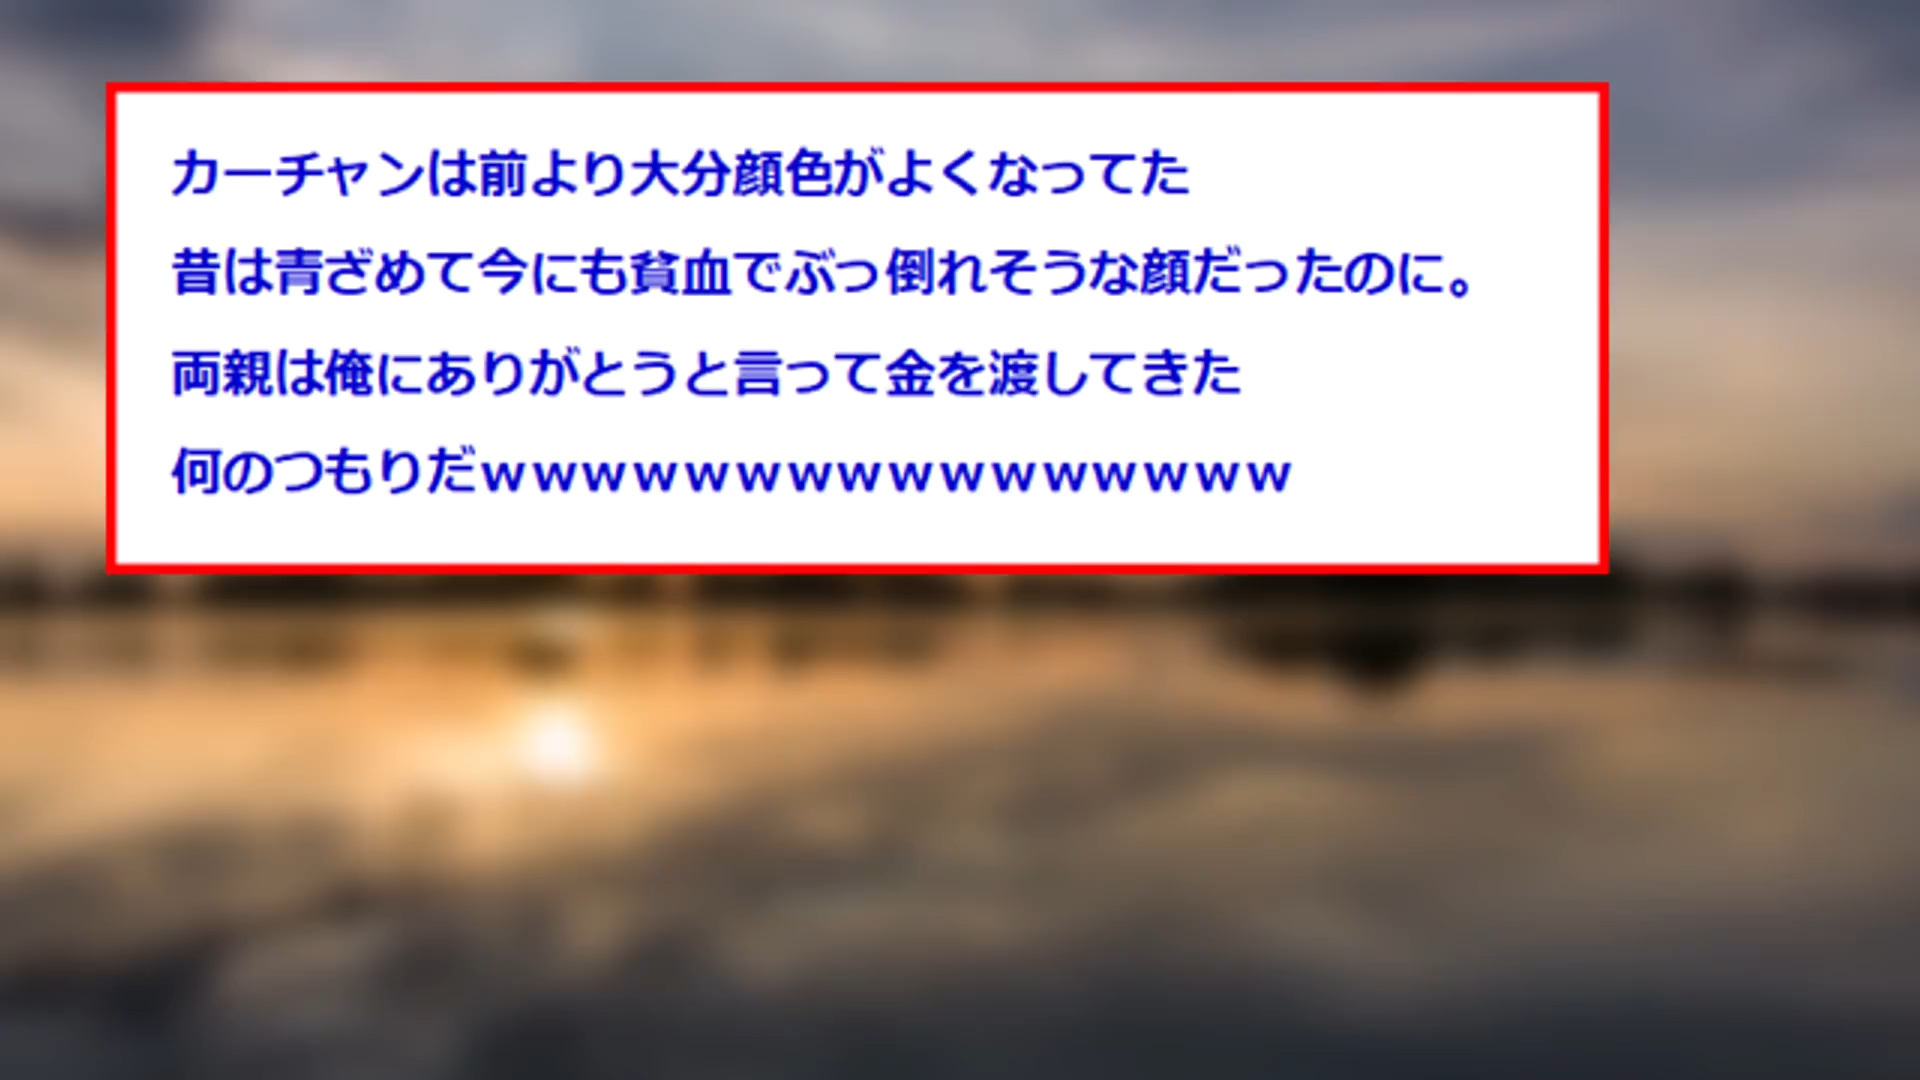 カーチャンは前より大分顔色がよくなってた
昔は青ざめて今にも貧血でぶっ倒れそうな顔だったのに。
両親は俺にありがとうと言って金を渡してきた
何のつもりだｗｗｗｗｗｗｗｗｗｗｗｗｗｗｗｗ